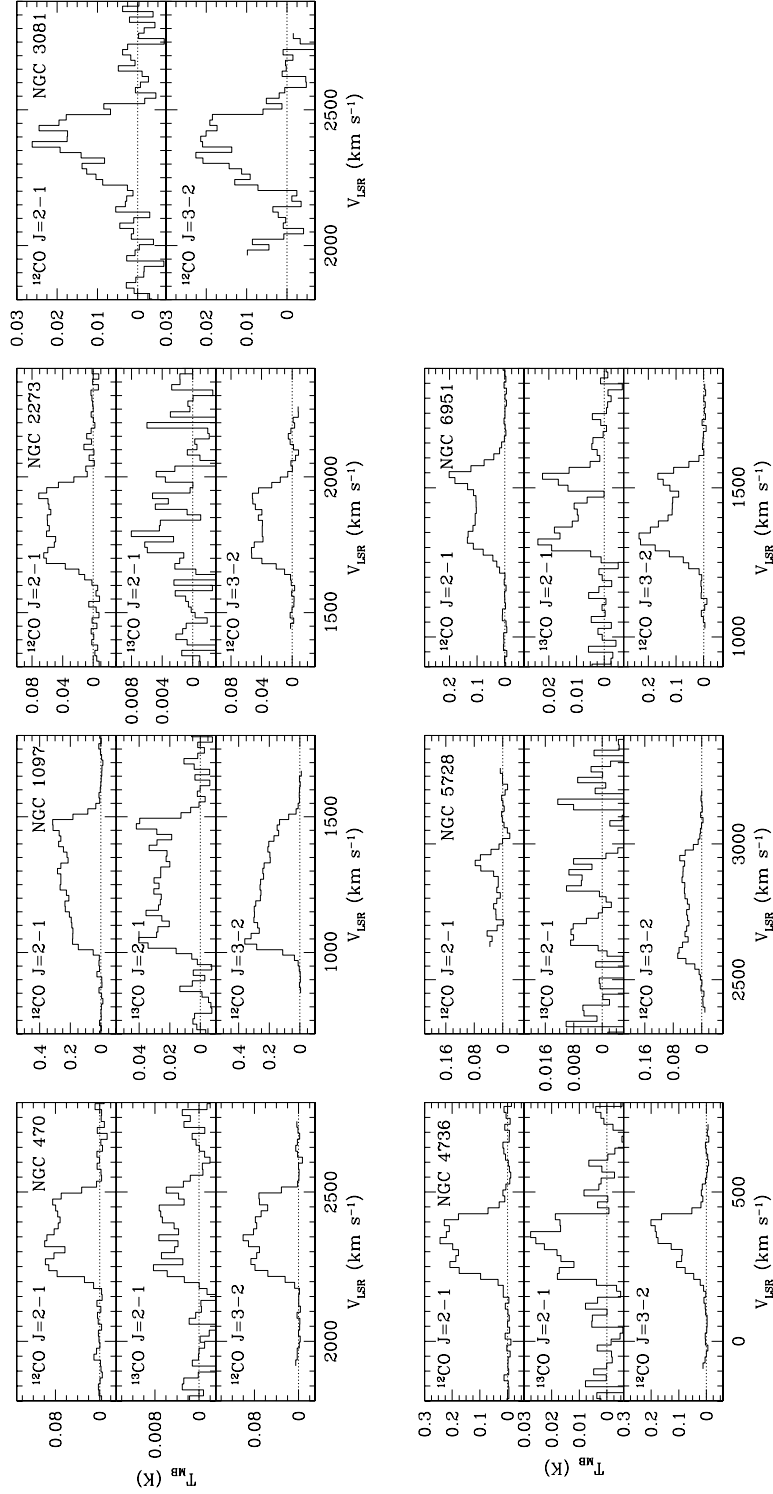 ¹²CO J=2-1 NGC 470
0.08
0
¹³CO J=2-1
0.008
0
¹²CO J=3-2
0.08
0
2000 2500
V_LSR (km s⁻¹)
T_MB (K)
¹²CO J=2-1 NGC 1097
0.4
0.2
0
¹³CO J=2-1
0.04
0.02
0
¹²CO J=3-2
0.4
0.2
0
1000 1500
V_LSR (km s⁻¹)
¹²CO J=2-1 NGC 2273
0.08
0.04
0
¹³CO J=2-1
0.008
0.004
0
¹²CO J=3-2
0.08
0.04
0
1500 2000
V_LSR (km s⁻¹)
¹²CO J=2-1 NGC 3081
0.03
0.02
0.01
0
¹²CO J=3-2
0.03
0.02
0.01
0
2000 2500
V_LSR (km s⁻¹)
¹²CO J=2-1 NGC 4736
0.3
0.2
0.1
0
¹³CO J=2-1
0.02
0.01
0
¹²CO J=3-2
0.3
0.2
0.1
0
0 500
V_LSR (km s⁻¹)
T_MB (K)
¹²CO J=2-1 NGC 5728
0.16
0.08
0
¹³CO J=2-1
0.016
0.008
0
¹²CO J=3-2
0.16
0.08
0
2500 3000
V_LSR (km s⁻¹)
¹²CO J=2-1 NGC 6951
0.2
0.1
0
¹³CO J=2-1
0.02
0.01
0
¹²CO J=3-2
0.2
0.1
0
1000 1500
V_LSR (km s⁻¹)